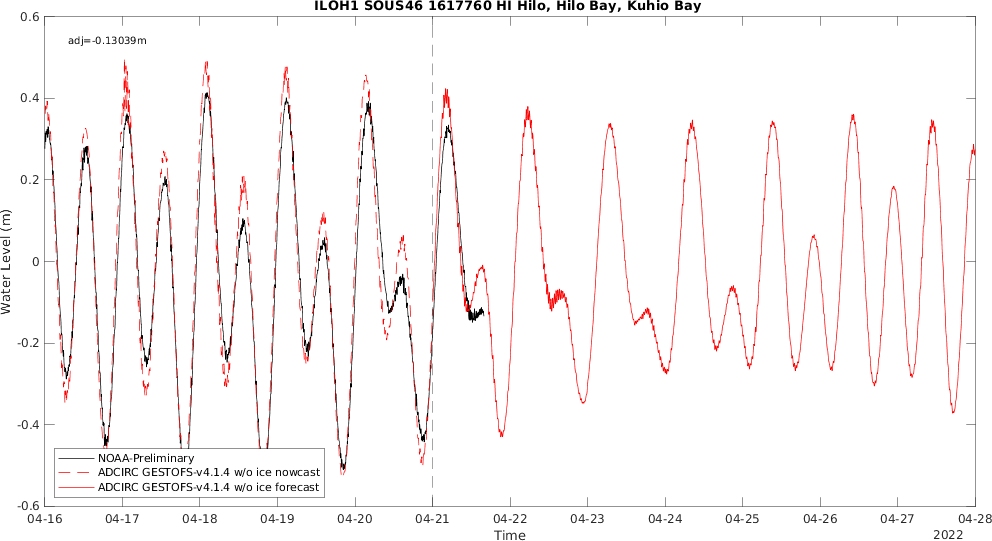 ILOH1 SOUS46 1617760 HI Hilo, Hilo Bay, Kuhio Bay
0.6
adj=-0.13039m
0.4
0.2
0
-0.2
-0.4
-0.6
Water Level (m)
NOAA-Preliminary
ADCIRC GESTOFS-v4.1.4 w/o ice nowcast
ADCIRC GESTOFS-v4.1.4 w/o ice forecast
04-16 04-17 04-18 04-19 04-20 04-21 04-22 04-23 04-24 04-25 04-26 04-27 04-28
Time
2022